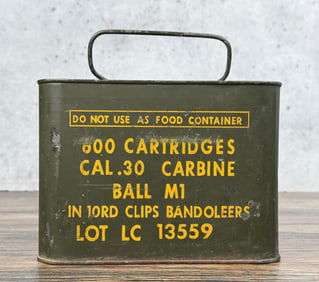 DO NOT USE AS FOOD CONTAINER
600 CARTRIDGES
CAL .30 CARBINE
BALL M1
IN 10RD CLIPS BANDOLEERS
LOT LC 13559